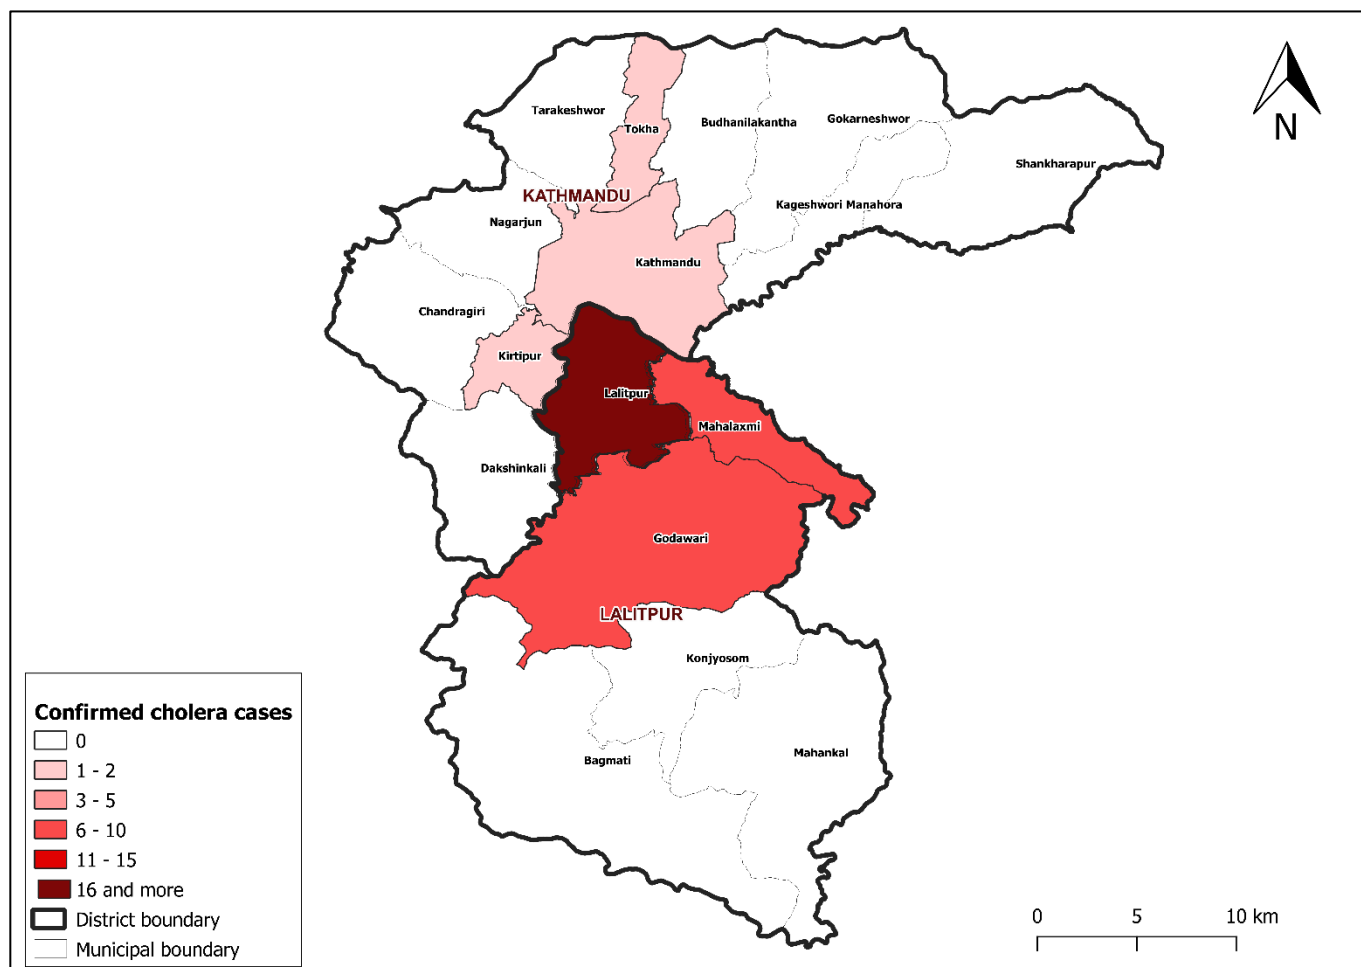 Tarakeshwor
Tokha
Budhanilakantha
Gokarneshwor
Shankharapur
KATHMANDU
Nagarjun
Kageshwori Manahora
Kathmandu
Chandragiri
Kirtipur
Lalitpur
Mahalaxmi
Dakshinkali
Godawari
LALITPUR
Konjyosom
Bagmati
Mahankal
N
Confirmed cholera cases
0
1 - 2
3 - 5
6 - 10
11 - 15
16 and more
District boundary
Municipal boundary
0 5 10 km